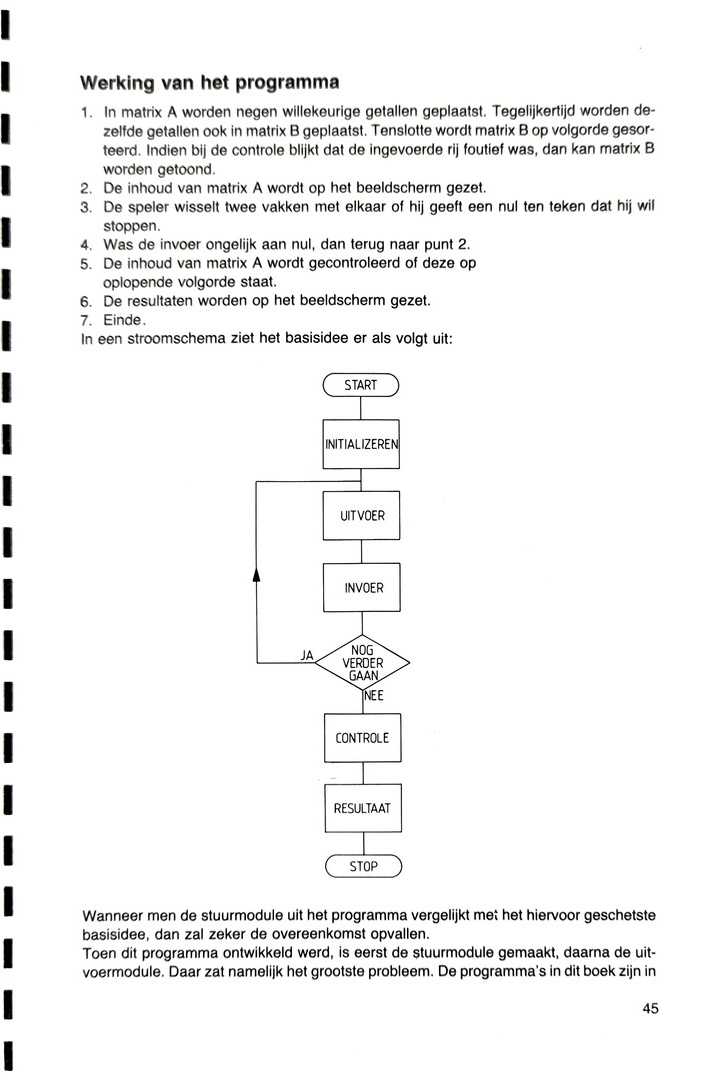 Werking van het programma
1. In matrix A worden negen willekeurige getallen geplaatst. Tegelijkertijd worden de-
zelfde getallen ook in matrix B geplaatst. Tenslotte wordt matrix B op volgorde gesor-
teerd. Indien bij de controle blijkt dat de ingevoerde rij foutief was, dan kan matrix B
worden getoond.
2. De inhoud van matrix A wordt op het beeldscherm gezet.
3. De speler wisselt twee vakken met elkaar of hij geeft een nul ten teken dat hij wil
stoppen.
4. Was de invoer ongelijk aan nul, dan terug naar punt 2.
5. De inhoud van matrix A wordt gecontroleerd of deze op
oplopende volgorde staat.
6. De resultaten worden op het beeldscherm gezet.
7. Einde.
In een stroomschema ziet het basisidee er als volgt uit:
START
INITIALIZEREN
UITVOER
INVOER
JA
NOG
VERDER
GAAN
NEE
CONTROLE
RESULTAAT
STOP
Wanneer men de stuurmodule uit het programma vergelijkt met het hiervoor geschetste
basisidee, dan zal zeker de overeenkomst opvallen.
Toen dit programma ontwikkeld werd, is eerst de stuurmodule gemaakt, daarna de uit-
voermodule. Daar zat namelijk het grootste probleem. De programma's in dit boek zijn in
45